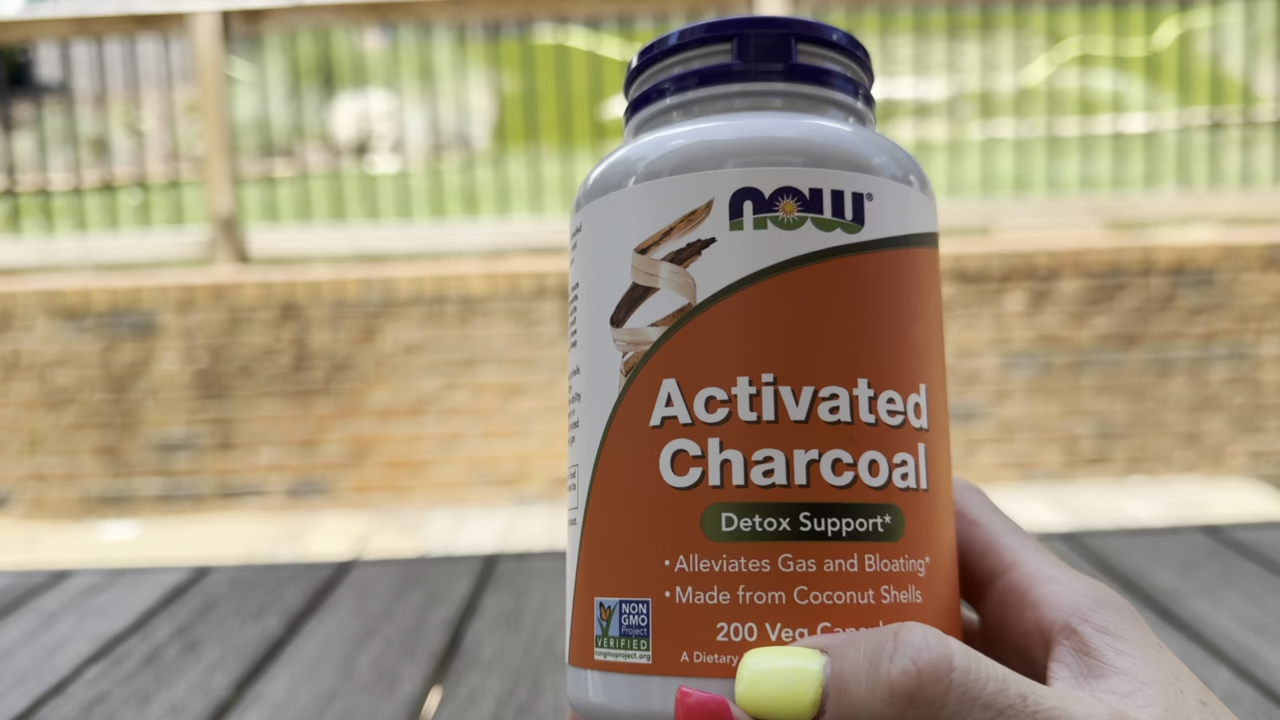 NOW®
Activated
Charcoal
Detox Support*
• Alleviates Gas and Bloating*
• Made from Coconut Shells
200 Veg
A Dietary
NON
GMO
Project
VERIFIED
nongmoproject.org